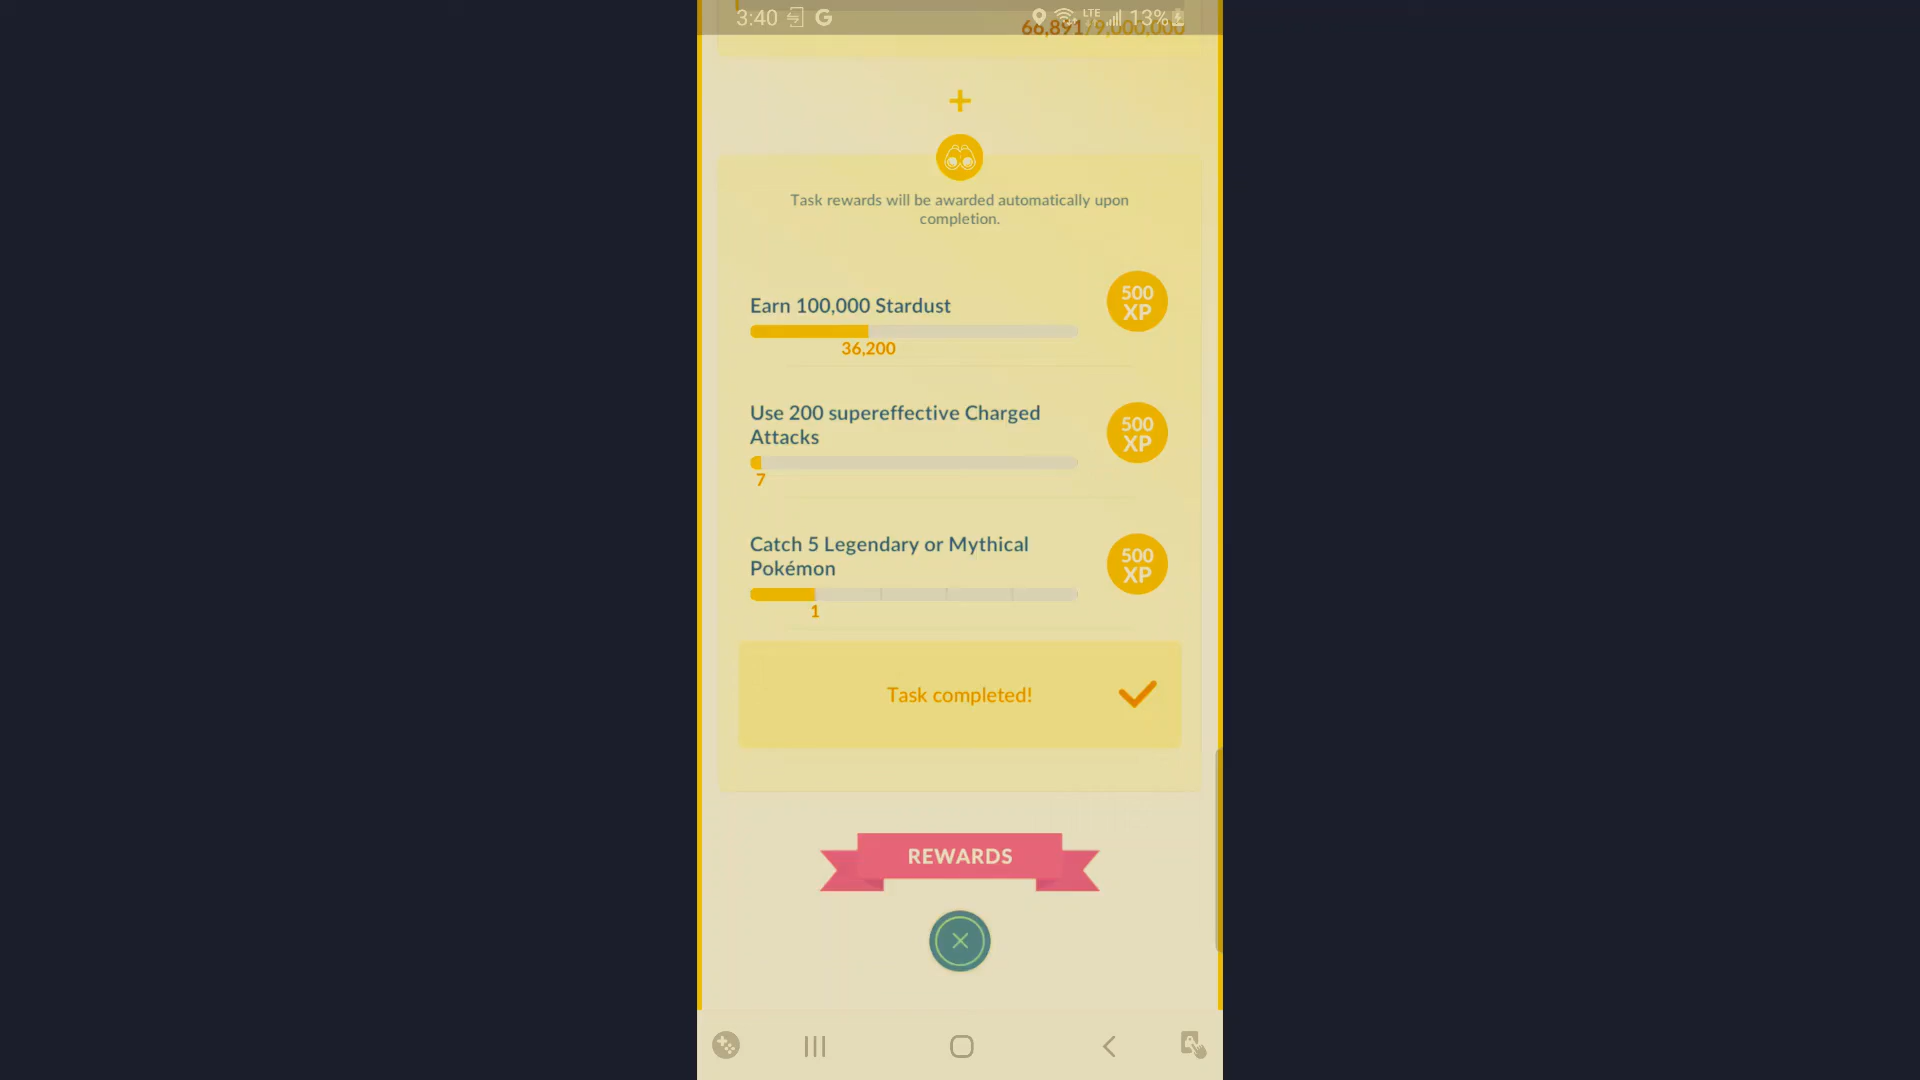 3:40 G LTE 13%
66,891/9,000,000
+
Task rewards will be awarded automatically upon
completion.
Earn 100,000 Stardust
500
XP
36,200
Use 200 supereffective Charged
Attacks
500
XP
7
Catch 5 Legendary or Mythical
Pokémon
500
XP
1
Task completed!
REWARDS